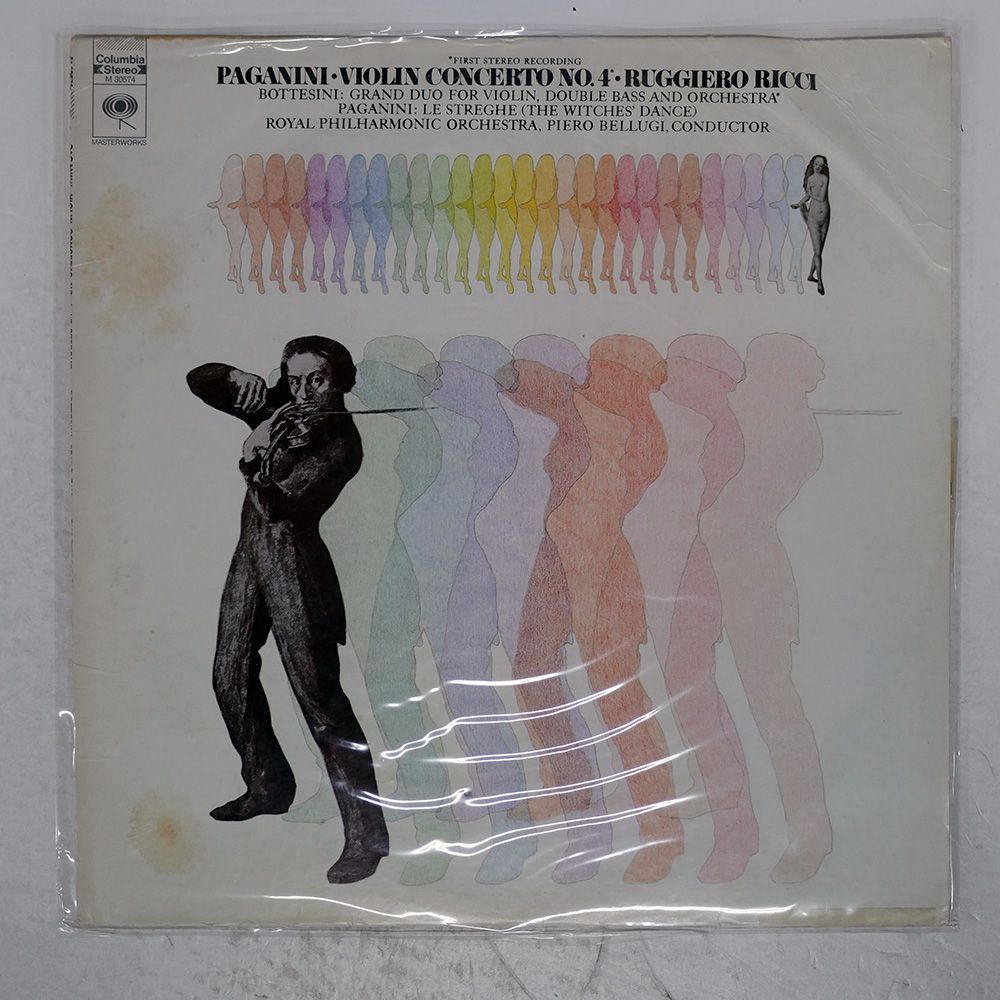 Columbia
Stereo
M 30574
MASTERWORKS
*FIRST STEREO RECORDING
PAGANINI·VIOLIN CONCERTO NO. 4*·RUGGIERO RICCI
BOTTESINI: GRAND DUO FOR VIOLIN, DOUBLE BASS AND ORCHESTRA*
PAGANINI: LE STREGHE (THE WITCHES' DANCE)
ROYAL PHILHARMONIC ORCHESTRA, PIERO BELLUGI, CONDUCTOR